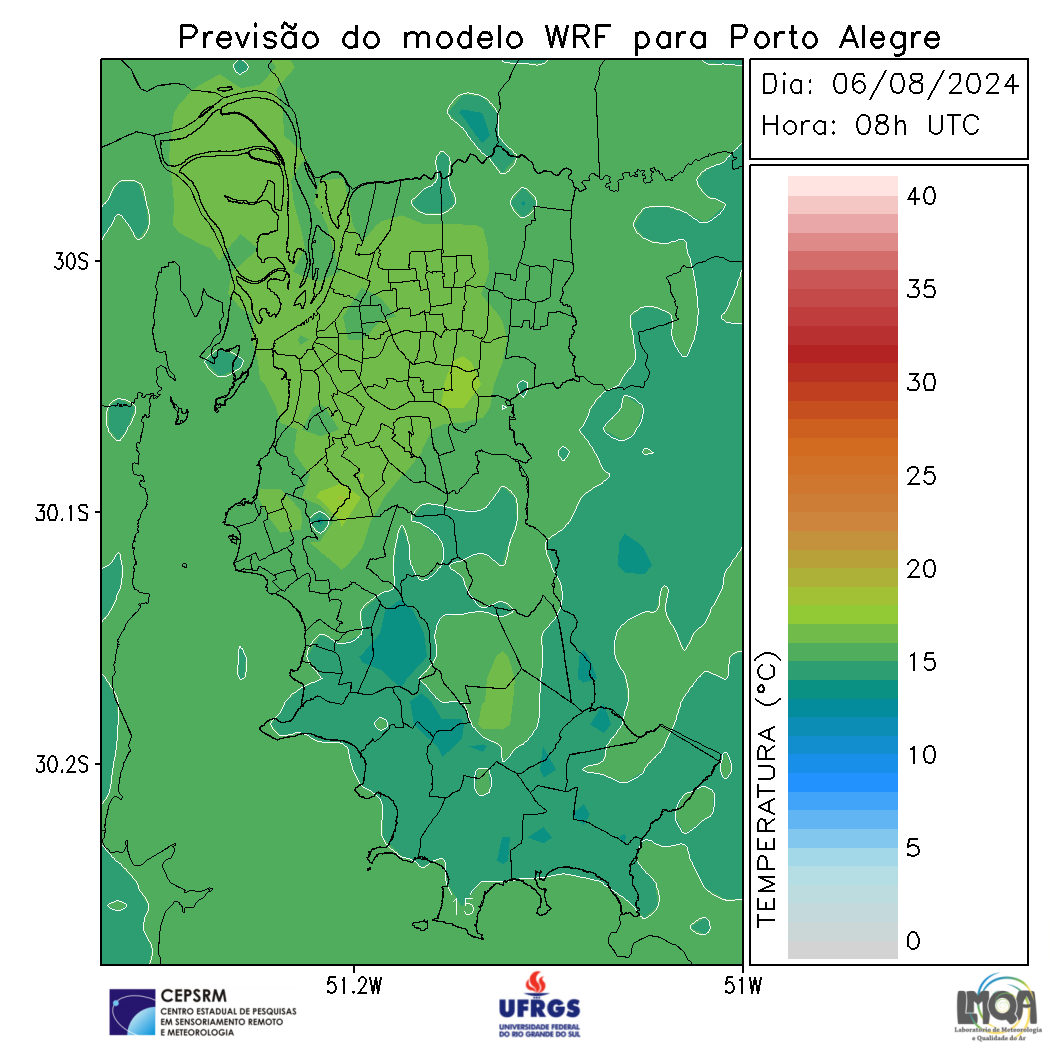 Previsão do modelo WRF para Porto Alegre
Dia: 06/08/2024
Hora: 08h UTC
30S
30.1S
30.2S
51.2W
51W
15
TEMPERATURA (°C)
40
35
30
25
20
15
10
5
0
CEPSRM
CENTRO ESTADUAL DE PESQUISAS
EM SENSORIAMENTO REMOTO
E METEOROLOGIA
UFRGS
UNIVERSIDADE FEDERAL
DO RIO GRANDE DO SUL
LMQA
Laboratório de Meteorologia
e Qualidade do Ar